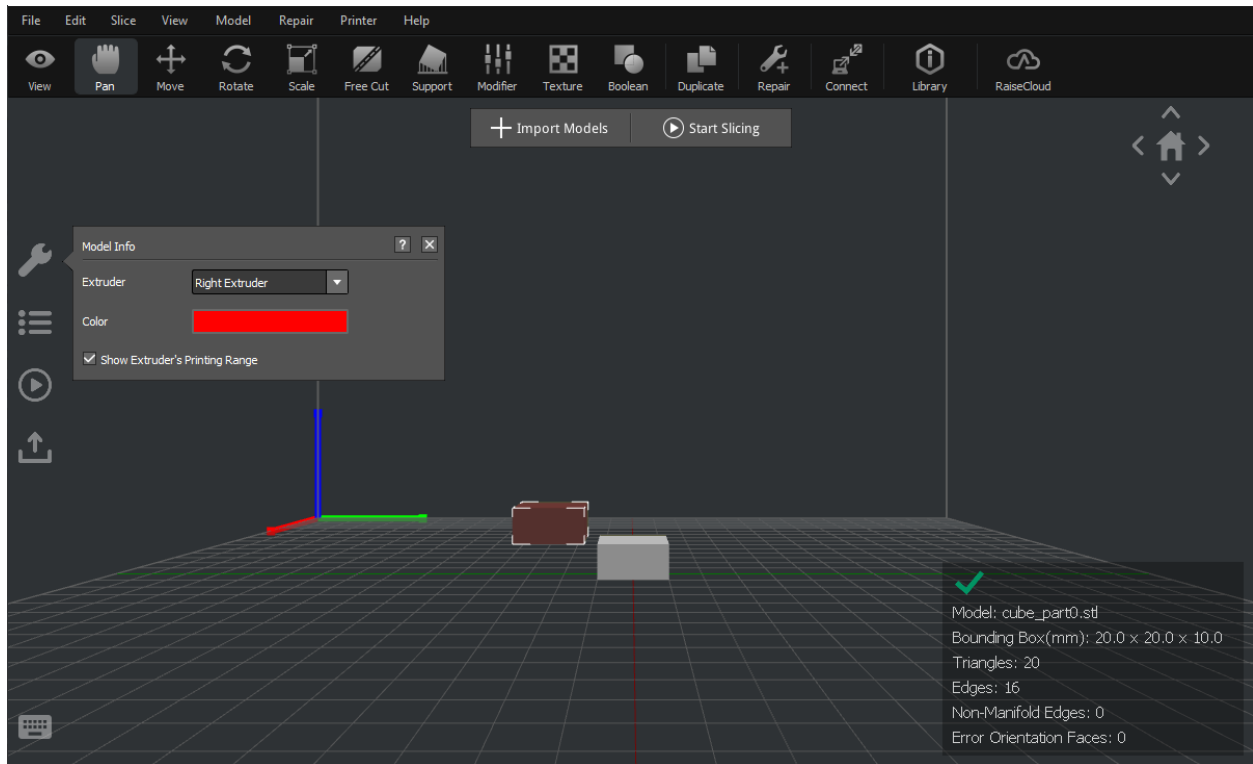 File Edit Slice View Model Repair Printer Help
View Pan Move Rotate Scale Free Cut Support Modifier Texture Boolean Duplicate Repair Connect Library RaiseCloud
Import Models Start Slicing
Model Info ?
Extruder Right Extruder
Color
Show Extruder's Printing Range
Model: cube_part0.stl
Bounding Box(mm): 20.0 x 20.0 x 10.0
Triangles: 20
Edges: 16
Non-Manifold Edges: 0
Error Orientation Faces: 0